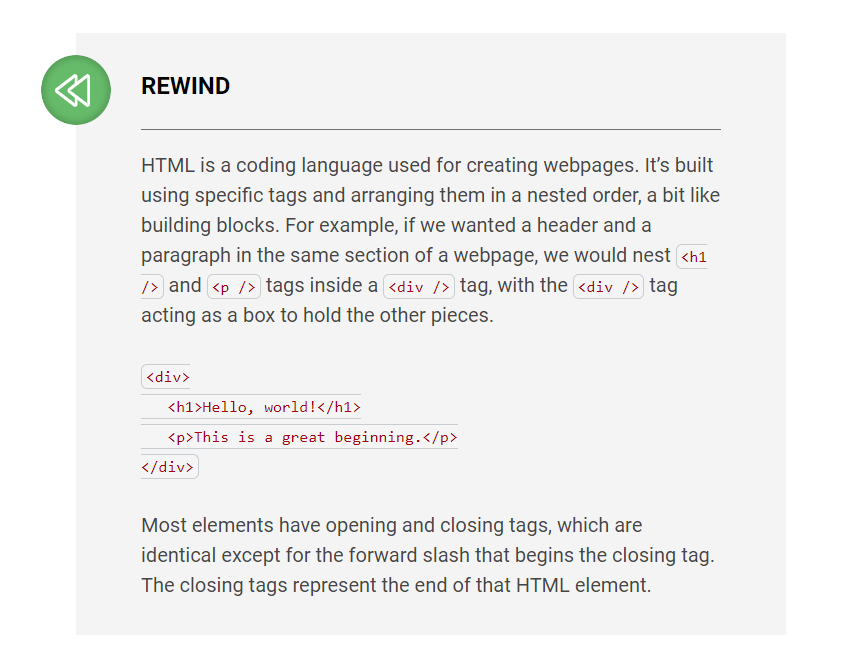 REWIND
HTML is a coding language used for creating webpages. It’s built
using specific tags and arranging them in a nested order, a bit like
building blocks. For example, if we wanted a header and a
paragraph in the same section of a webpage, we would nest <h1
/> and <p /> tags inside a <div /> tag, with the <div /> tag
acting as a box to hold the other pieces.
<div>
   <h1>Hello, world!</h1>
   <p>This is a great beginning.</p>
</div>
Most elements have opening and closing tags, which are
identical except for the forward slash that begins the closing tag.
The closing tags represent the end of that HTML element.